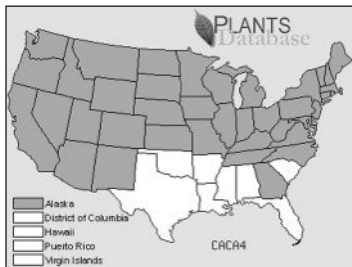 PLANTS
Database
Alaska
District of Columbia
Hawaii
Puerto Rico
Virgin Islands
CACA4